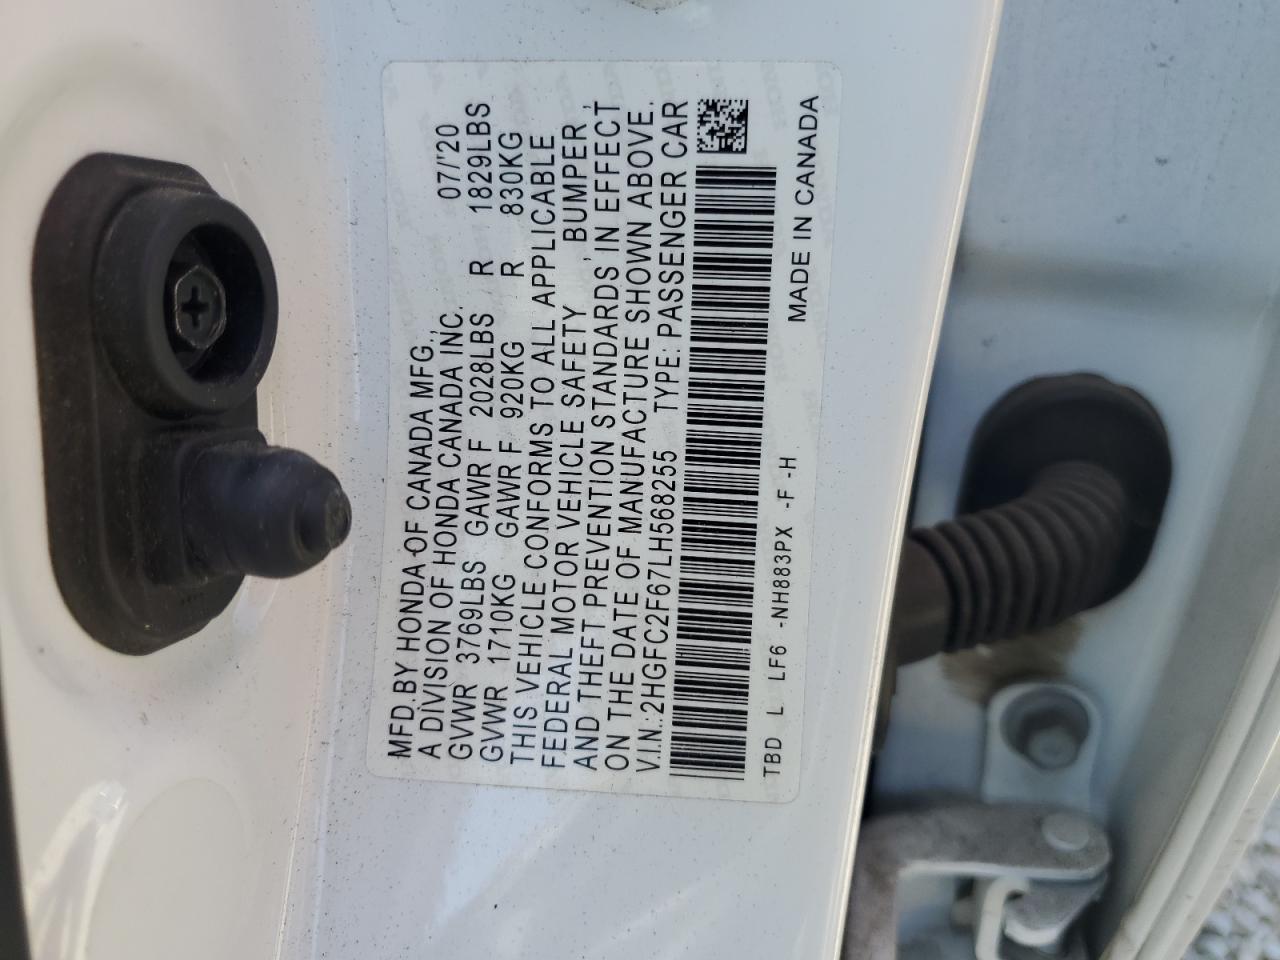 MFD.BY HONDA OF CANADA MFG.,
A DIVISION OF HONDA CANADA INC. 07/'20
GVWR 3769LBS GAWR F 2028LBS R 1829LBS
GVWR 1710KG GAWR F 920KG R 830KG
THIS VEHICLE CONFORMS TO ALL APPLICABLE
FEDERAL MOTOR VEHICLE SAFETY , BUMPER ,
AND THEFT PREVENTION STANDARDS IN EFFECT
ON THE DATE OF MANUFACTURE SHOWN ABOVE.
V.I.N.:2HGFC2F67LH568255 TYPE: PASSENGER CAR
TBD L LF6 -NH883PX -F -H MADE IN CANADA